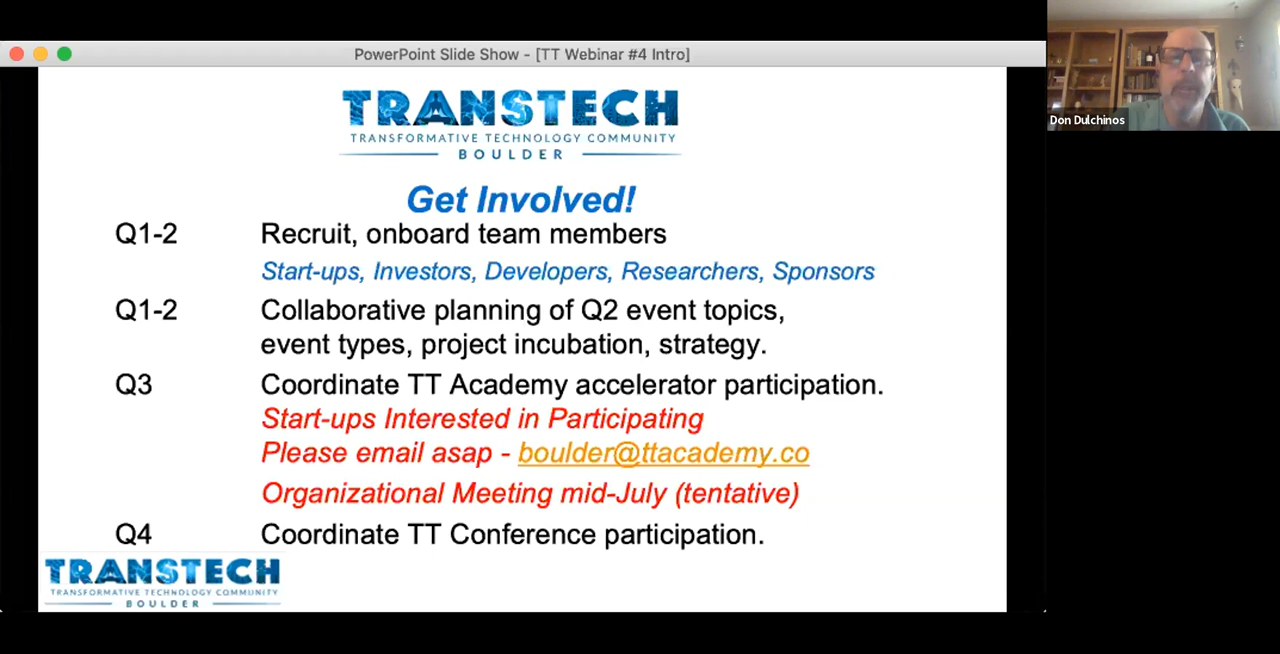 PowerPoint Slide Show - [TT Webinar #4 Intro]
Don Dulchinos
TRANSTECH
TRANSFORMATIVE TECHNOLOGY COMMUNITY
BOULDER
Get Involved!
Q1-2 Recruit, onboard team members
Start-ups, Investors, Developers, Researchers, Sponsors
Q1-2 Collaborative planning of Q2 event topics,
event types, project incubation, strategy.
Q3 Coordinate TT Academy accelerator participation.
Start-ups Interested in Participating
Please email asap - boulder@ttacademy.co
Organizational Meeting mid-July (tentative)
Q4 Coordinate TT Conference participation.
TRANSTECH
TRANSFORMATIVE TECHNOLOGY COMMUNITY
BOULDER